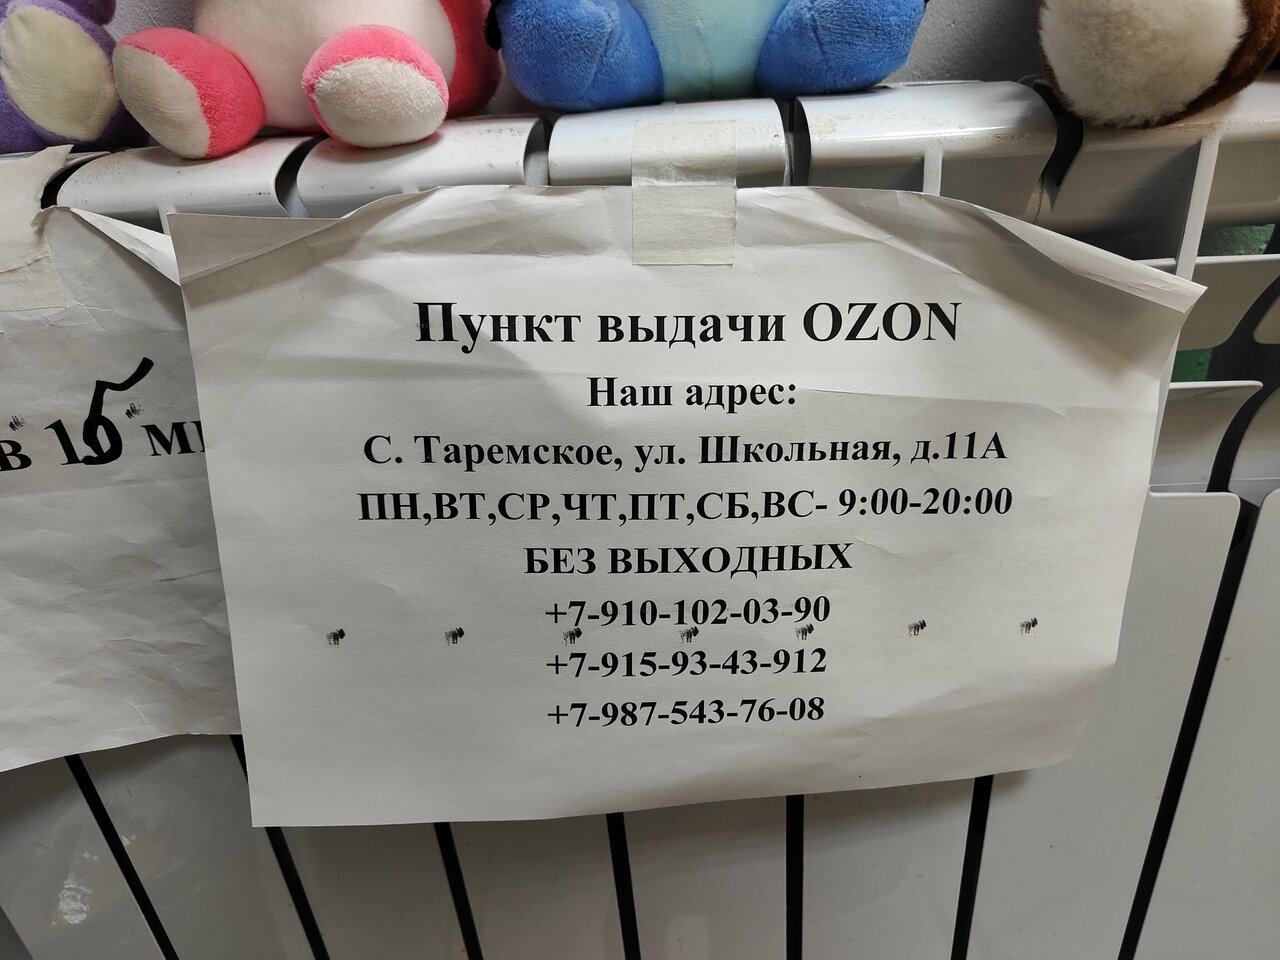 Пункт выдачи OZON
Наш адрес:
С. Таремское, ул. Школьная, д.11А
ПН,ВТ,СР,ЧТ,ПТ,СБ,ВС- 9:00-20:00
БЕЗ ВЫХОДНЫХ
+7-910-102-03-90
+7-915-93-43-912
+7-987-543-76-08
в 15